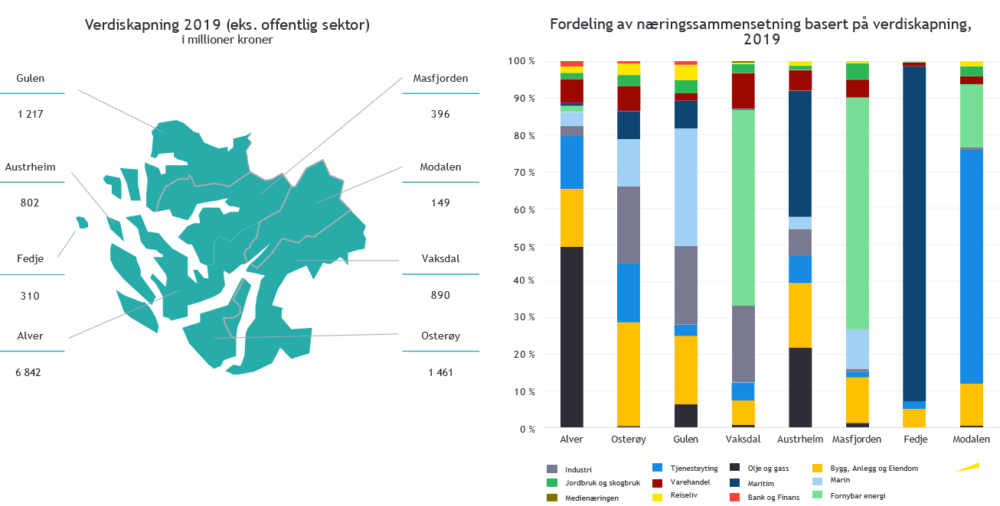 Verdiskapning 2019 (eks. offentlig sektor)
i millioner kroner
Gulen
1 217
Austrheim
802
Fedje
310
Alver
6 842
Masfjorden
396
Modalen
149
Vaksdal
890
Osterøy
1 461
Fordeling av næringssammensetning basert på verdiskapning,
2019
100 %
90 %
80 %
70 %
60 %
50 %
40 %
30 %
20 %
10 %
0 %
Alver Osterøy Gulen Vaksdal Austrheim Masfjorden Fedje Modalen
Industri Tjenesteyting Olje og gass Bygg, Anlegg og Eiendom
Jordbruk og skogbruk Varehandel Maritim Marin
Medienæringen Reiseliv Bank og Finans Fornybar energi